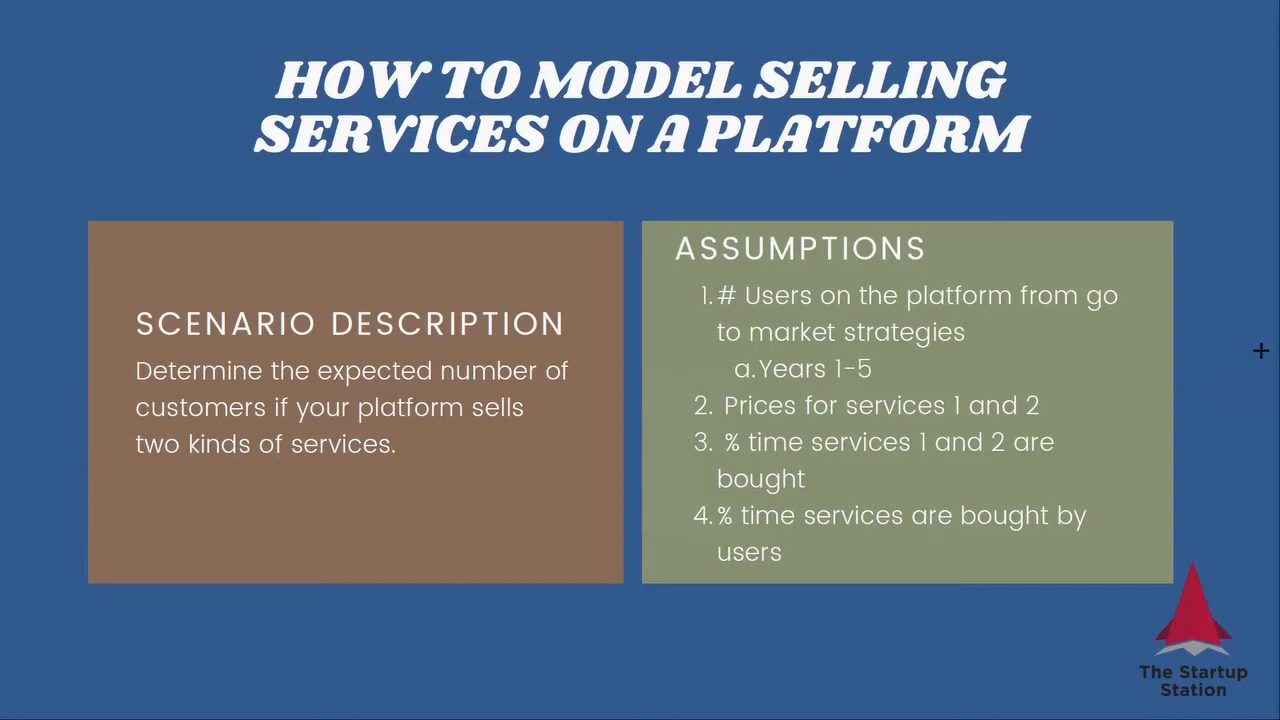 HOW TO MODEL SELLING
SERVICES ON A PLATFORM
SCENARIO DESCRIPTION
Determine the expected number of
customers if your platform sells
two kinds of services.
ASSUMPTIONS
1. # Users on the platform from go
to market strategies
a. Years 1-5
2. Prices for services 1 and 2
3. % time services 1 and 2 are
bought
4. % time services are bought by
users
The Startup
Station